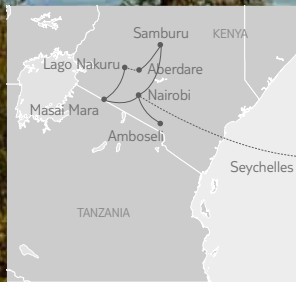 Samburu
KENYA
Lago Nakuru
Aberdare
Nairobi
Masai Mara
Amboseli
Seychelles
TANZANIA